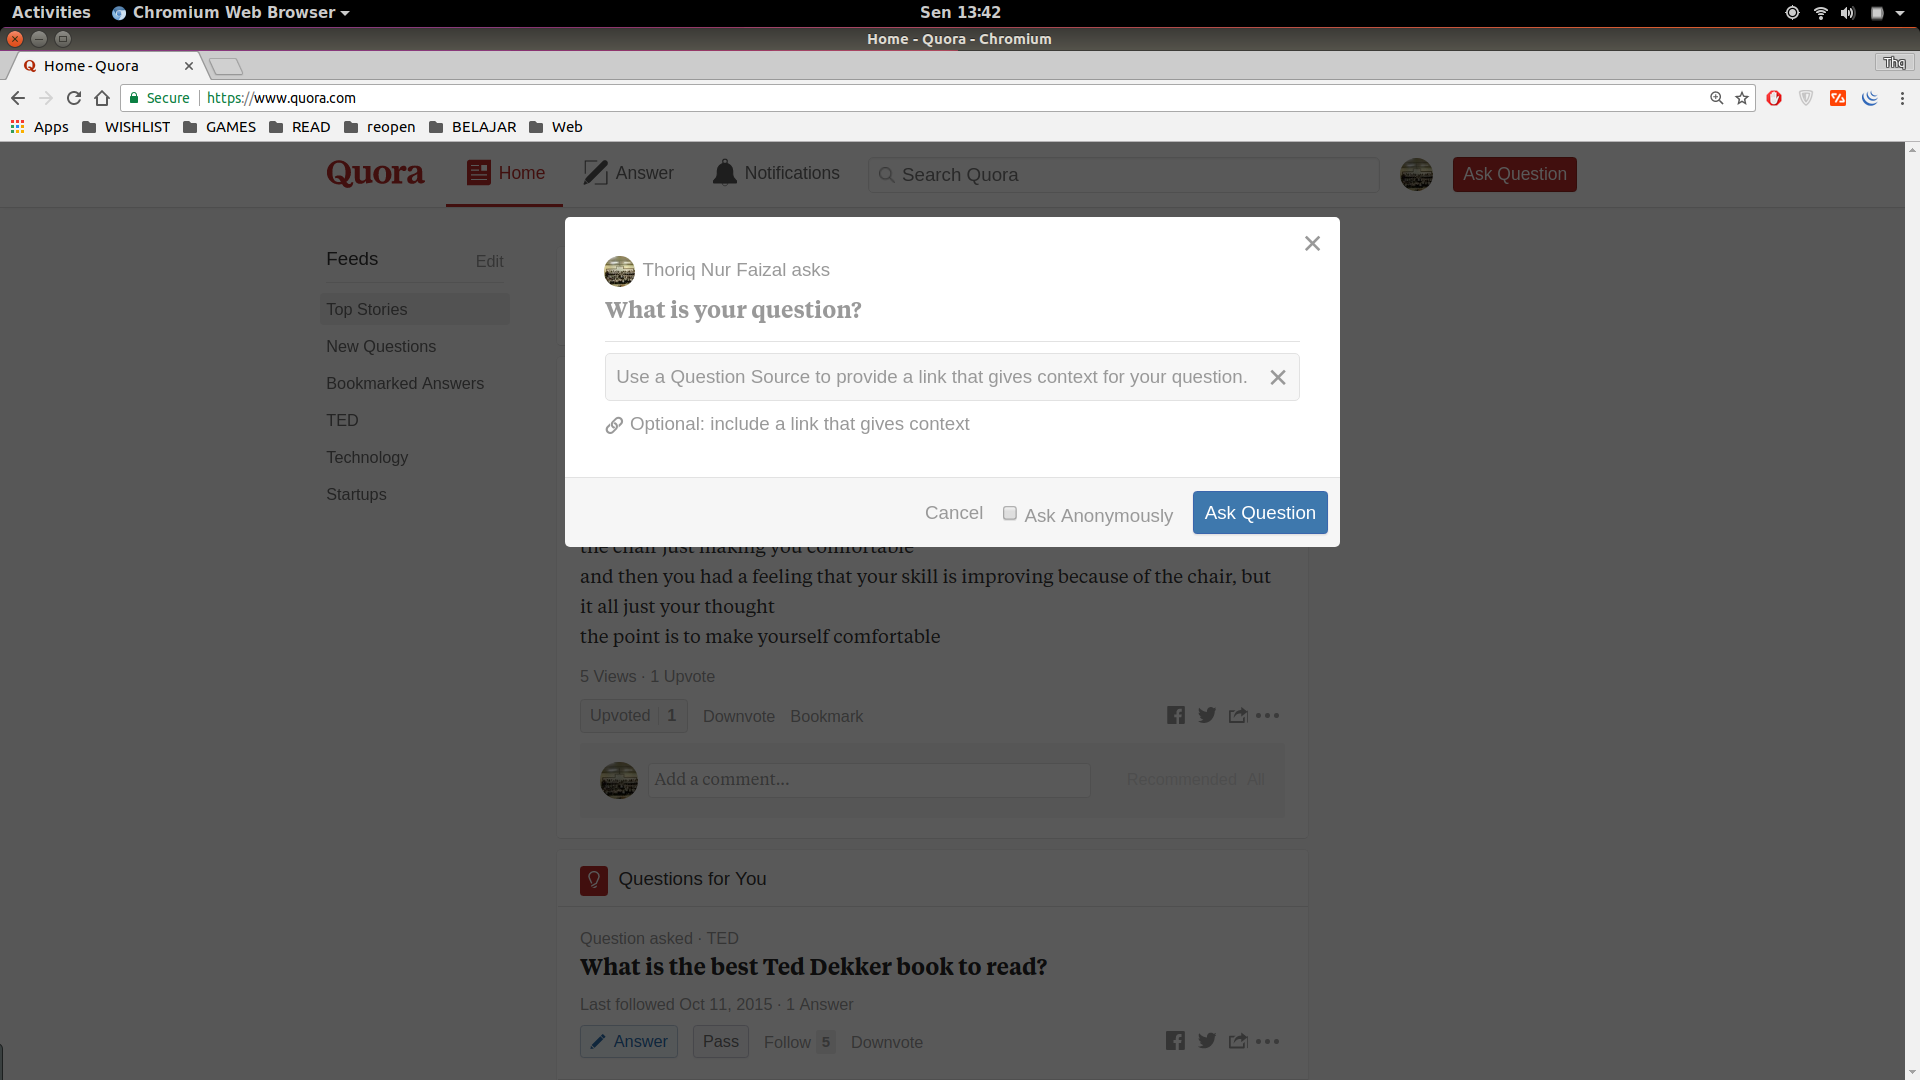 Activities
Chromium Web Browser
Sen 13:42
Home - Quora - Chromium
Home - Quora
Thq
Secure
https://www.quora.com
Apps
WISHLIST
GAMES
READ
reopen
BELAJAR
Web
Quora
Home
Answer
Notifications
Search Quora
Ask Question
Feeds
Edit
Top Stories
New Questions
Bookmarked Answers
TED
Technology
Startups
Thoriq Nur Faizal asks
What is your question?
Use a Question Source to provide a link that gives context for your question.
Optional: include a link that gives context
Cancel
Ask Anonymously
Ask Question
the chair just making you comfortable
and then you had a feeling that your skill is improving because of the chair, but
it all just your thought
the point is to make yourself comfortable
5 Views · 1 Upvote
Upvoted 1
Downvote
Bookmark
Add a comment...
Recommended
All
Questions for You
Question asked · TED
What is the best Ted Dekker book to read?
Last followed Oct 11, 2015 · 1 Answer
Answer
Pass
Follow 5
Downvote